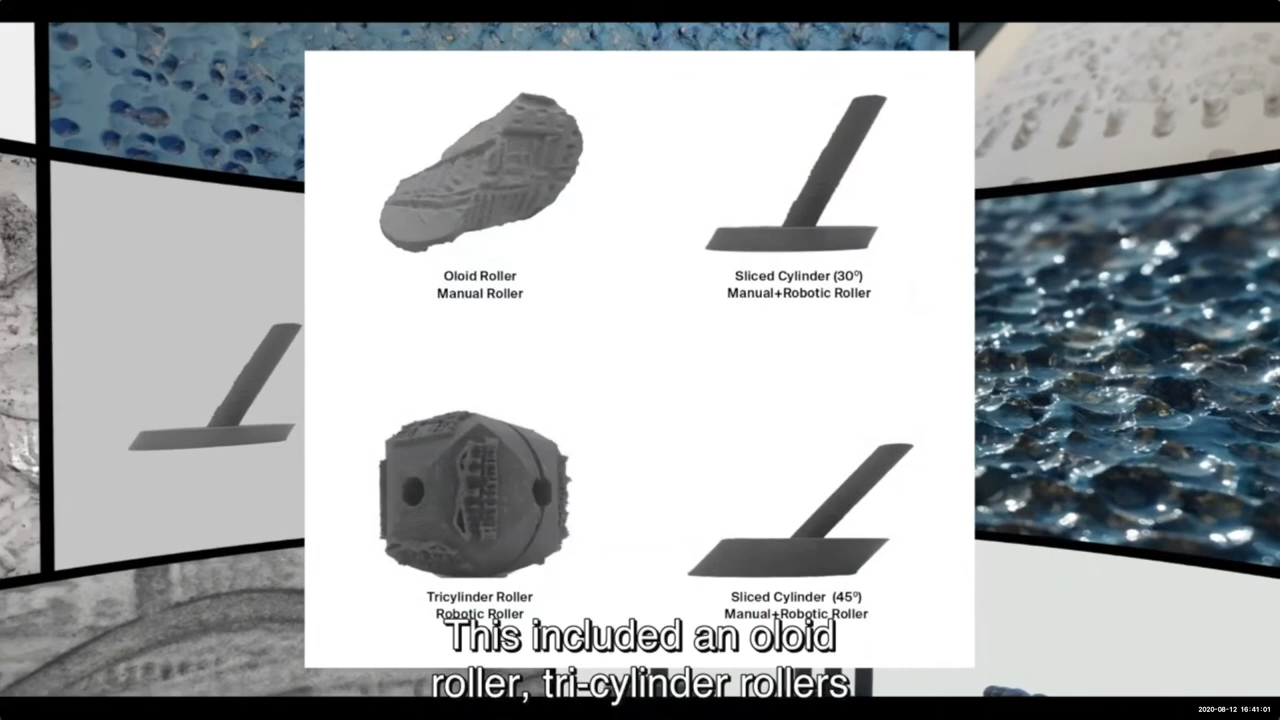 Oloid Roller
Manual Roller
Sliced Cylinder (30º)
Manual+Robotic Roller
Tricylinder Roller
Robotic Roller
Sliced Cylinder (45º)
Manual+Robotic Roller
This included an oloid
roller, tri-cylinder rollers
2020-08-12 16:41:01